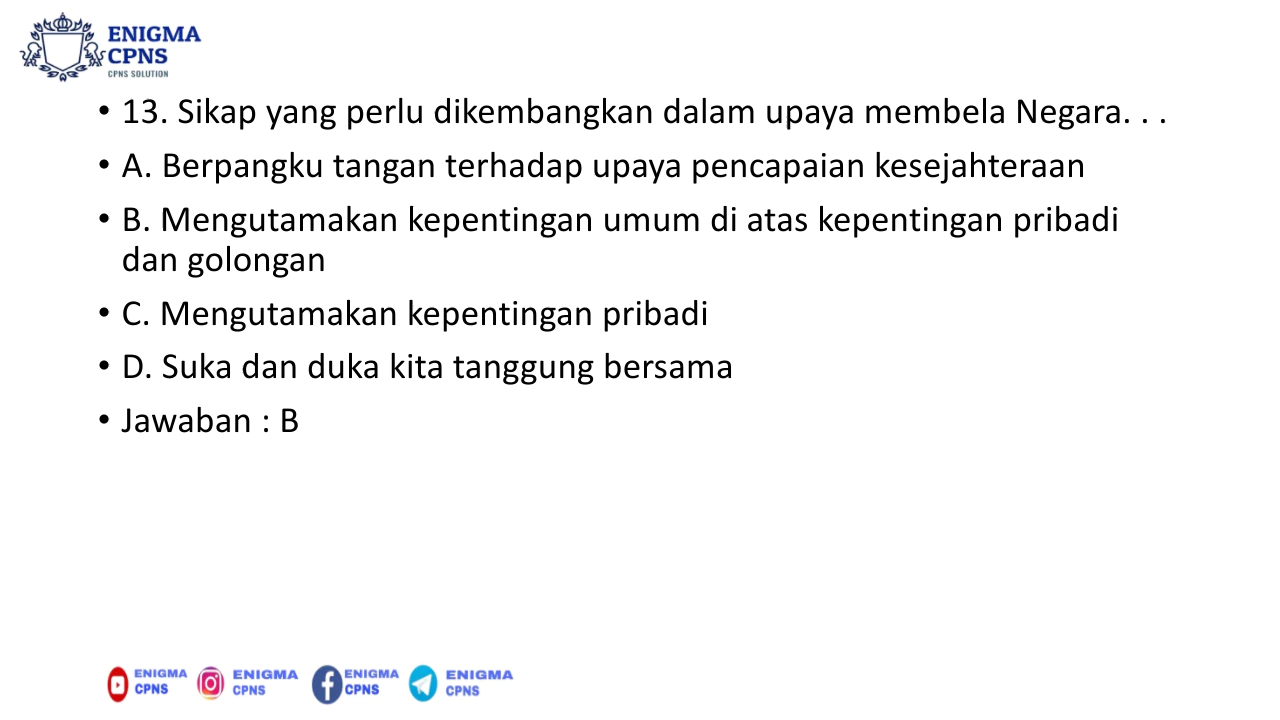 ENIGMA
CPNS
CPNS SOLUTION
• 13. Sikap yang perlu dikembangkan dalam upaya membela Negara. . .
• A. Berpangku tangan terhadap upaya pencapaian kesejahteraan
• B. Mengutamakan kepentingan umum di atas kepentingan pribadi
dan golongan
• C. Mengutamakan kepentingan pribadi
• D. Suka dan duka kita tanggung bersama
• Jawaban : B
ENIGMA
CPNS
ENIGMA
CPNS
ENIGMA
CPNS
ENIGMA
CPNS